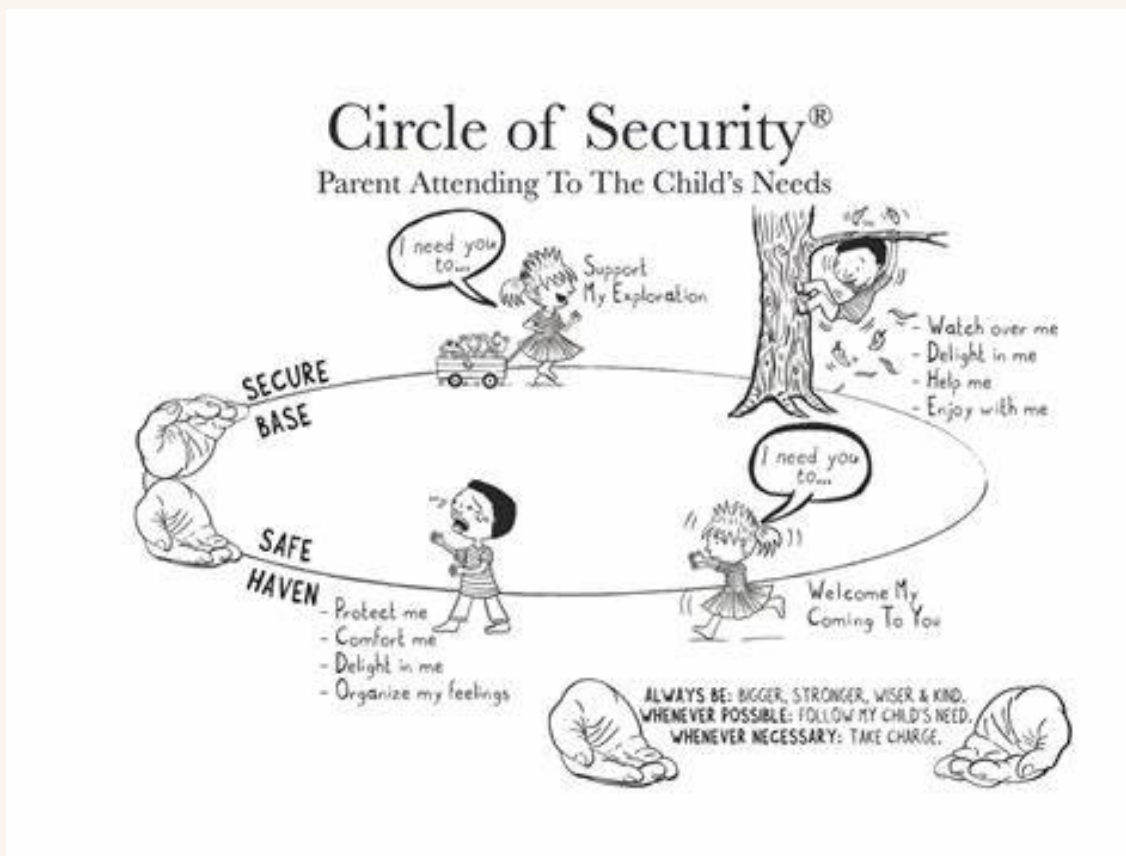 Circle of Security®
Parent Attending To The Child's Needs
I need you
to...
Support
My Exploration
- Watch over me
- Delight in me
- Help me
- Enjoy with me
SECURE
BASE
I need you
to...
SAFE
HAVEN
- Protect me
- Comfort me
- Delight in me
- Organize my feelings
Welcome My
Coming To You
ALWAYS BE: BIGGER, STRONGER, WISER & KIND.
WHENEVER POSSIBLE: FOLLOW MY CHILD'S NEED.
WHENEVER NECESSARY: TAKE CHARGE.